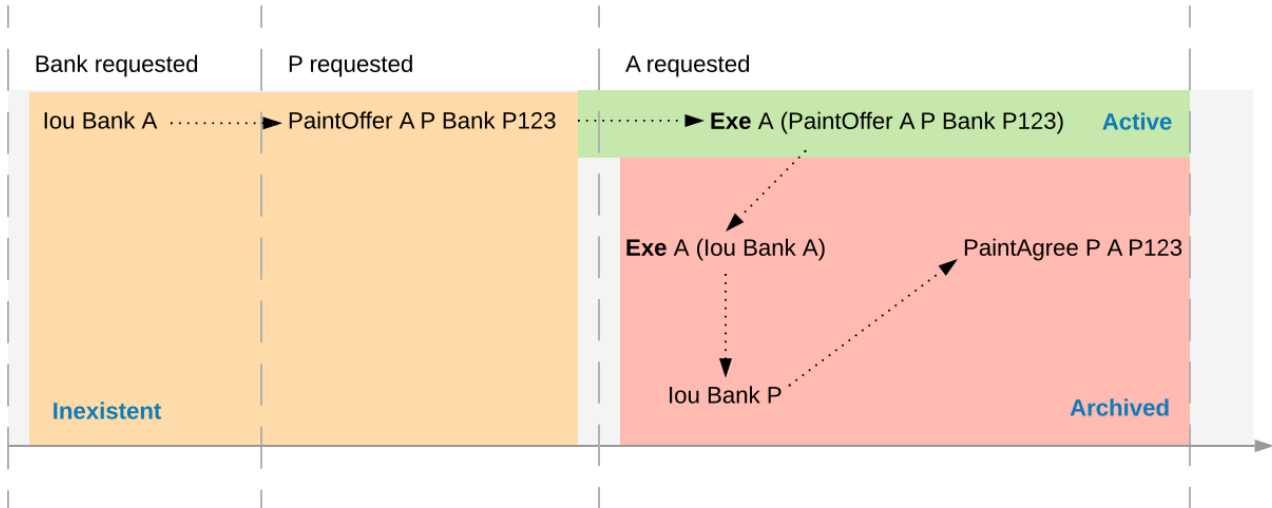 Bank requested
P requested
A requested
Iou Bank A
PaintOffer A P Bank P123
Exe A (PaintOffer A P Bank P123)
Active
Exe A (Iou Bank A)
PaintAgree P A P123
Iou Bank P
Inexistent
Archived